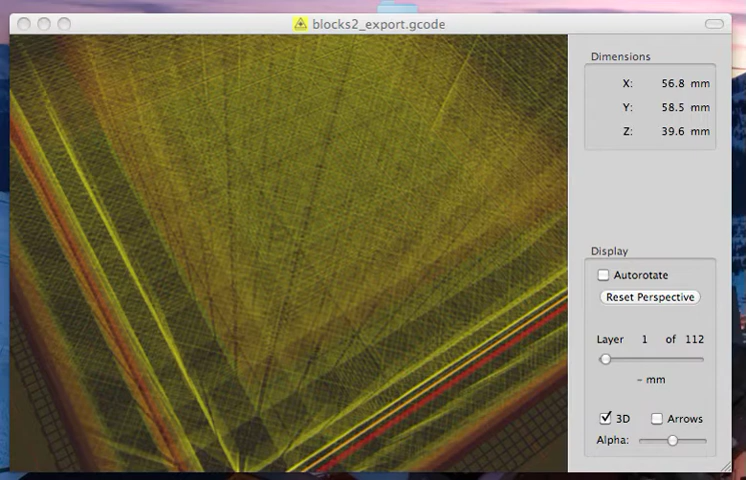 blocks2_export.gcode
Dimensions
X: 56.8 mm
Y: 58.5 mm
Z: 39.6 mm
Display
Autorotate
Reset Perspective
Layer 1 of 112
– mm
3D Arrows
Alpha: